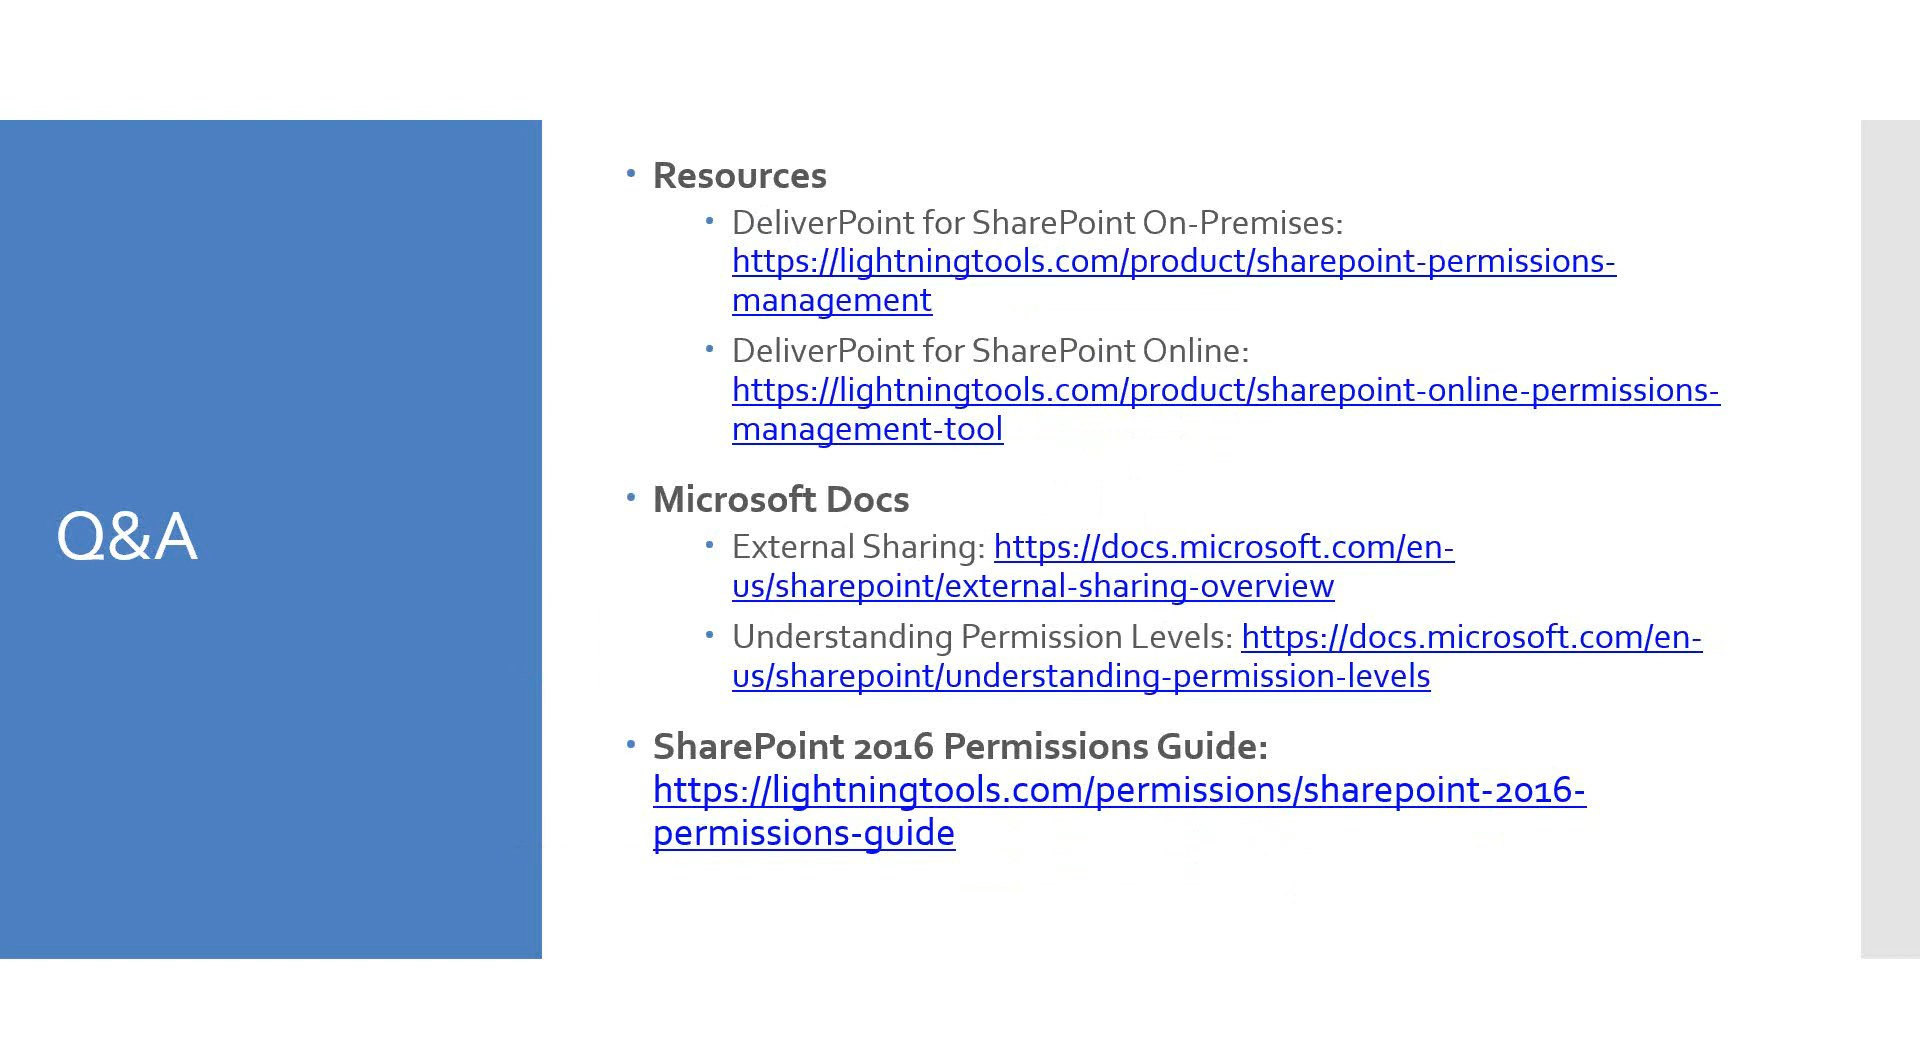 Q&A
• Resources
• DeliverPoint for SharePoint On-Premises:
https://lightningtools.com/product/sharepoint-permissions-
management
• DeliverPoint for SharePoint Online:
https://lightningtools.com/product/sharepoint-online-permissions-
management-tool
• Microsoft Docs
• External Sharing: https://docs.microsoft.com/en-
us/sharepoint/external-sharing-overview
• Understanding Permission Levels: https://docs.microsoft.com/en-
us/sharepoint/understanding-permission-levels
• SharePoint 2016 Permissions Guide:
https://lightningtools.com/permissions/sharepoint-2016-
permissions-guide